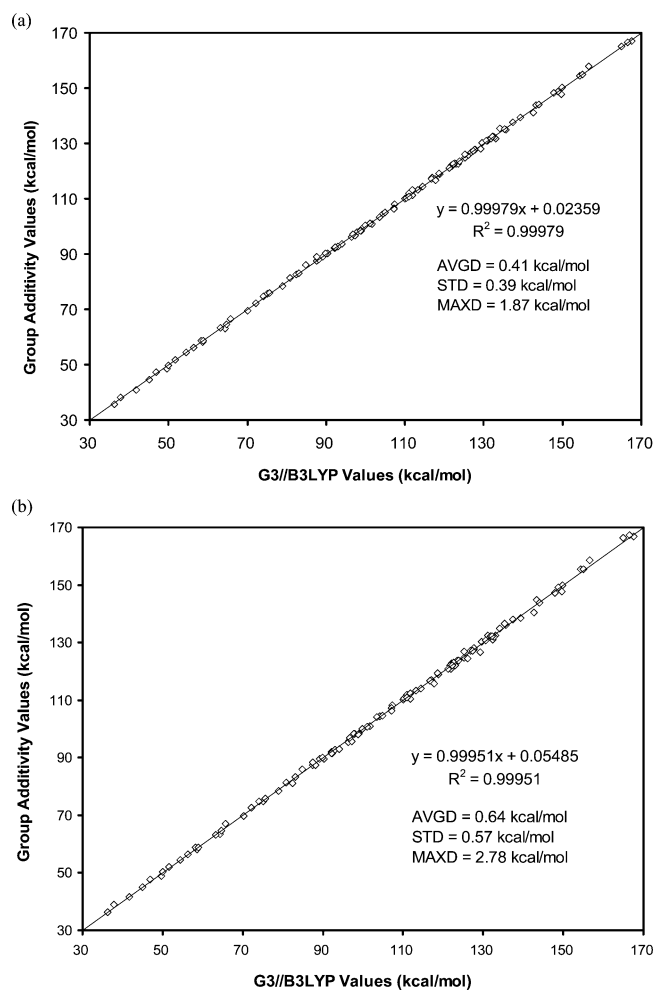 (a)
170
150
130
110
90
70
50
30
Group Additivity Values (kcal/mol)
y = 0.99979x + 0.02359
R² = 0.99979
AVGD = 0.41 kcal/mol
STD = 0.39 kcal/mol
MAXD = 1.87 kcal/mol
30 50 70 90 110 130 150 170
G3//B3LYP Values (kcal/mol)
(b)
170
150
130
110
90
70
50
30
Group Additivity Values (kcal/mol)
y = 0.99951x + 0.05485
R² = 0.99951
AVGD = 0.64 kcal/mol
STD = 0.57 kcal/mol
MAXD = 2.78 kcal/mol
30 50 70 90 110 130 150 170
G3//B3LYP Values (kcal/mol)